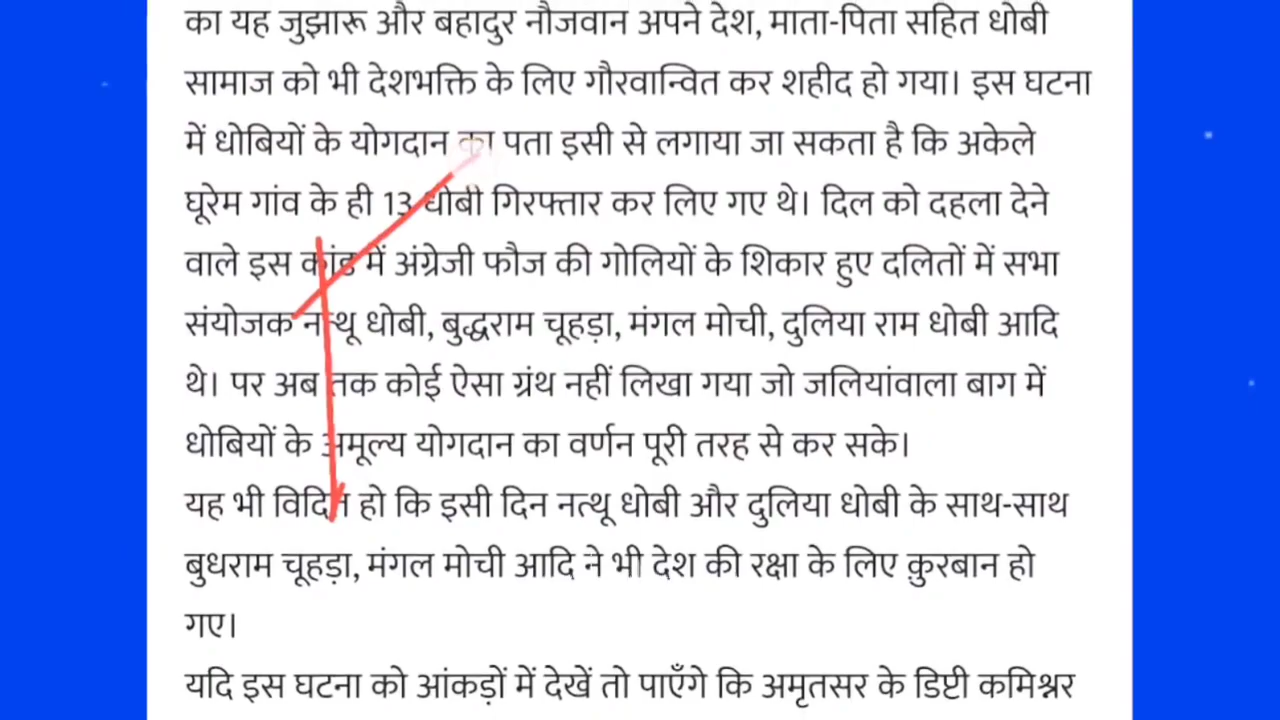 का यह जुझारू और बहादुर नौजवान अपने देश, माता-पिता सहित धोबी
सामाज को भी देशभक्ति के लिए गौरवान्वित कर शहीद हो गया। इस घटना
में धोबियों के योगदान का पता इसी से लगाया जा सकता है कि अकेले
घूरेम गांव के ही 13 धोबी गिरफ्तार कर लिए गए थे। दिल को दहला देने
वाले इस कांड में अंग्रेजी फौज की गोलियों के शिकार हुए दलितों में सभा
संयोजक नत्थू धोबी, बुद्धराम चूहड़ा, मंगल मोची, दुलिया राम धोबी आदि
थे। पर अब तक कोई ऐसा ग्रंथ नहीं लिखा गया जो जलियांवाला बाग में
धोबियों के अमूल्य योगदान का वर्णन पूरी तरह से कर सके।
यह भी विदित हो कि इसी दिन नत्थू धोबी और दुलिया धोबी के साथ-साथ
बुधराम चूहड़ा, मंगल मोची आदि ने भी देश की रक्षा के लिए क़ुरबान हो
गए।
यदि इस घटना को आंकड़ों में देखें तो पाएँगे कि अमृतसर के डिप्टी कमिश्नर